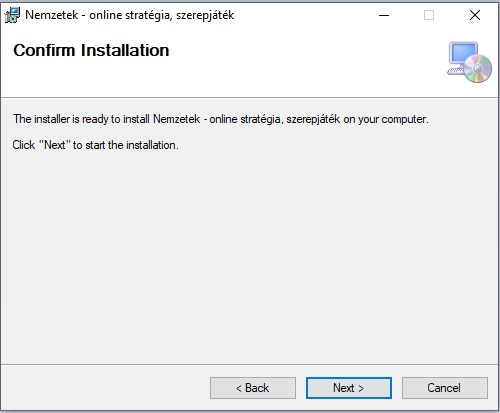 Nemzetek - online stratégia, szerepjáték
Confirm Installation
The installer is ready to install Nemzetek - online stratégia, szerepjáték on your computer.
Click "Next" to start the installation.
< Back
Next >
Cancel